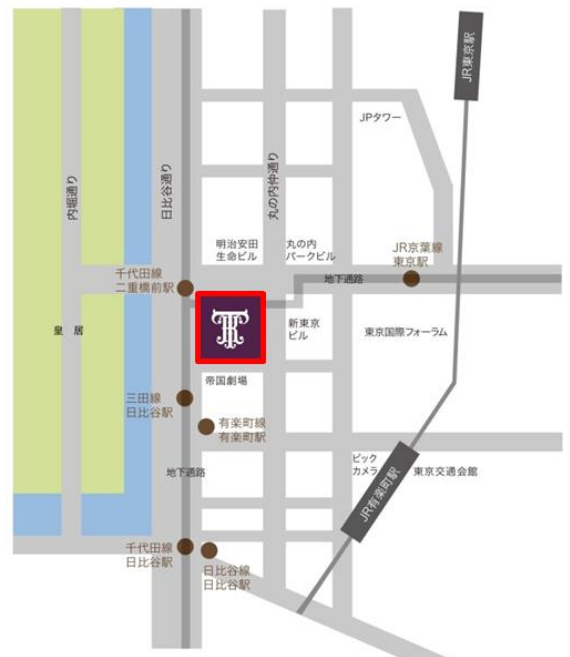 JR東京駅
JPタワー
内堀通り
日比谷通り
丸の内仲通り
明治安田
生命ビル
丸の内
パークビル
JR京葉線
東京駅
千代田線
二重橋前駅
地下通路
皇 居
新東京
ビル
東京国際フォーラム
帝国劇場
三田線
日比谷駅
有楽町線
有楽町駅
ビック
カメラ
東京交通会館
地下通路
JR有楽町駅
千代田線
日比谷駅
日比谷線
日比谷駅